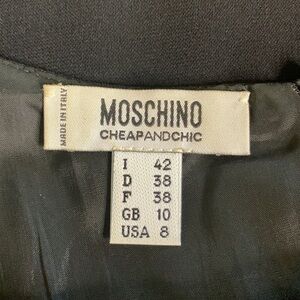 MADE IN ITALY
MOSCHINO
CHEAPANDCHIC
I 42
D 38
F 38
GB 10
USA 8